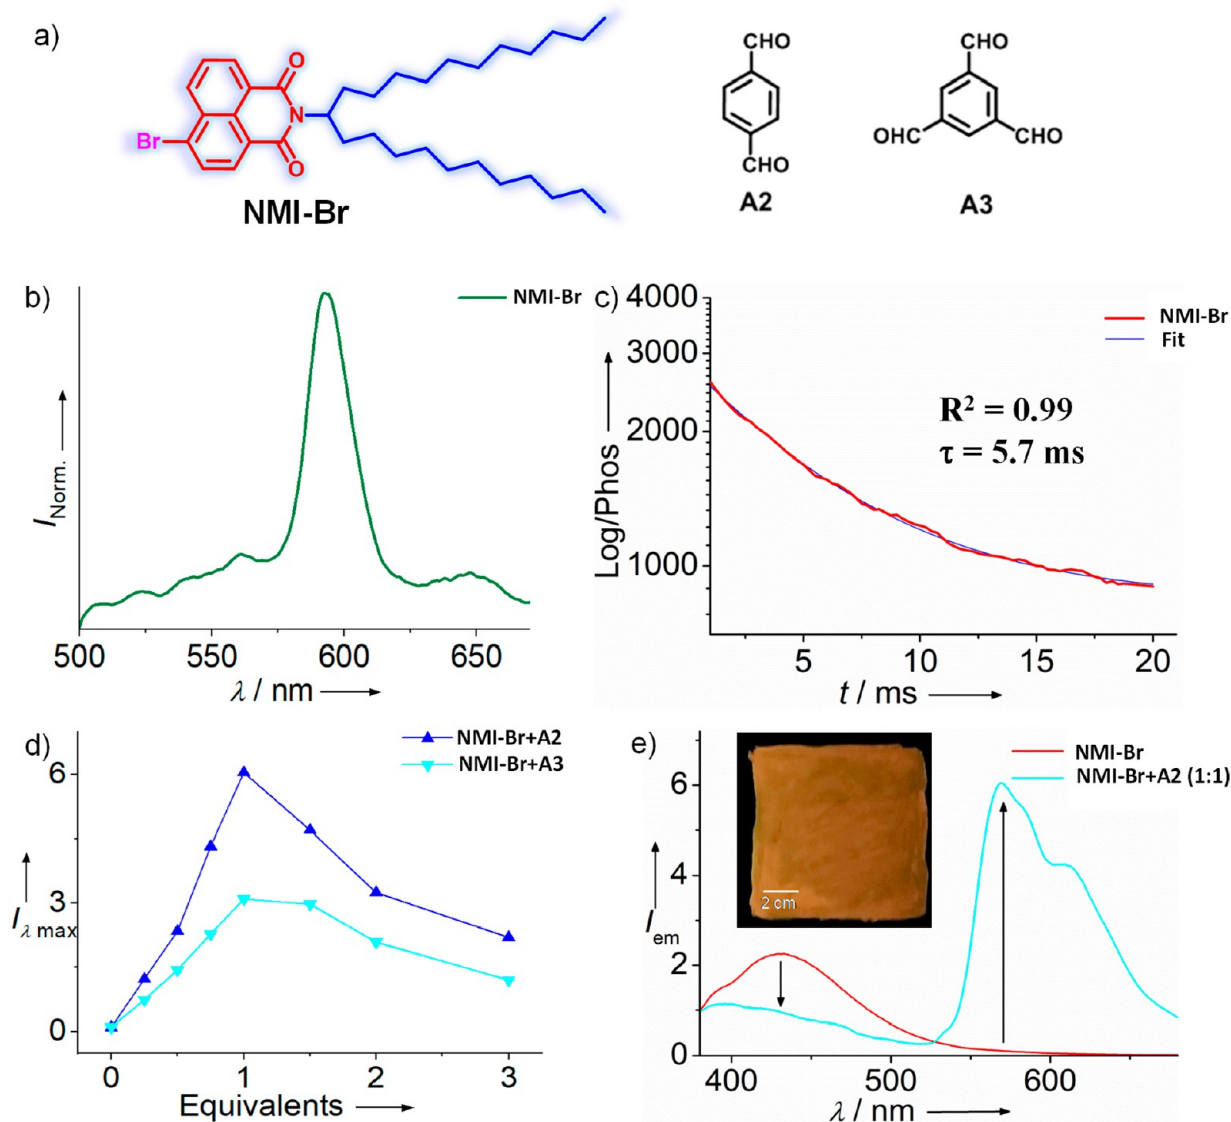 a)
O
N
O
Br
NMI-Br
CHO
CHO
A2
CHO
OHC
CHO
A3
b)
NMI-Br
I Norm.
500 550 600 650
λ / nm
c)
NMI-Br
Fit
R² = 0.99
τ = 5.7 ms
Log/Phos
4000
3000
2000
1000
5 10 15 20
t / ms
d)
NMI-Br+A2
NMI-Br+A3
I λ max
6
3
0
0 1 2 3
Equivalents
e)
NMI-Br
NMI-Br+A2 (1:1)
2 cm
I em
6
4
2
0
400 500 600
λ / nm